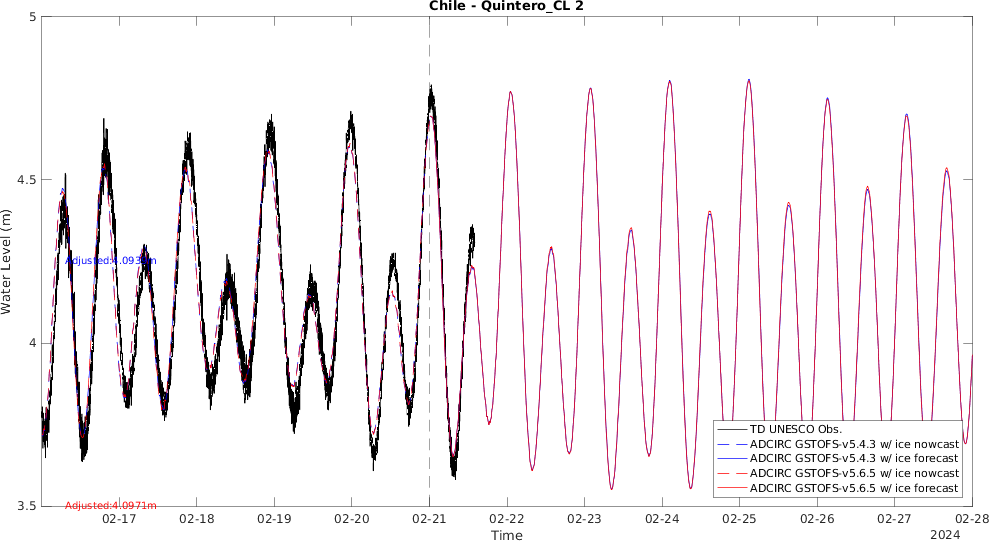 Chile - Quintero_CL 2
5
4.5
4
3.5
Water Level (m)
Adjusted:4.0971m
02-17
02-18
02-19
02-20
02-21
02-22
02-23
02-24
02-25
02-26
02-27
02-28
Time
2024
TD UNESCO Obs.
ADCIRC GSTOFS-v5.4.3 w/ ice nowcast
ADCIRC GSTOFS-v5.4.3 w/ ice forecast
ADCIRC GSTOFS-v5.6.5 w/ ice nowcast
ADCIRC GSTOFS-v5.6.5 w/ ice forecast